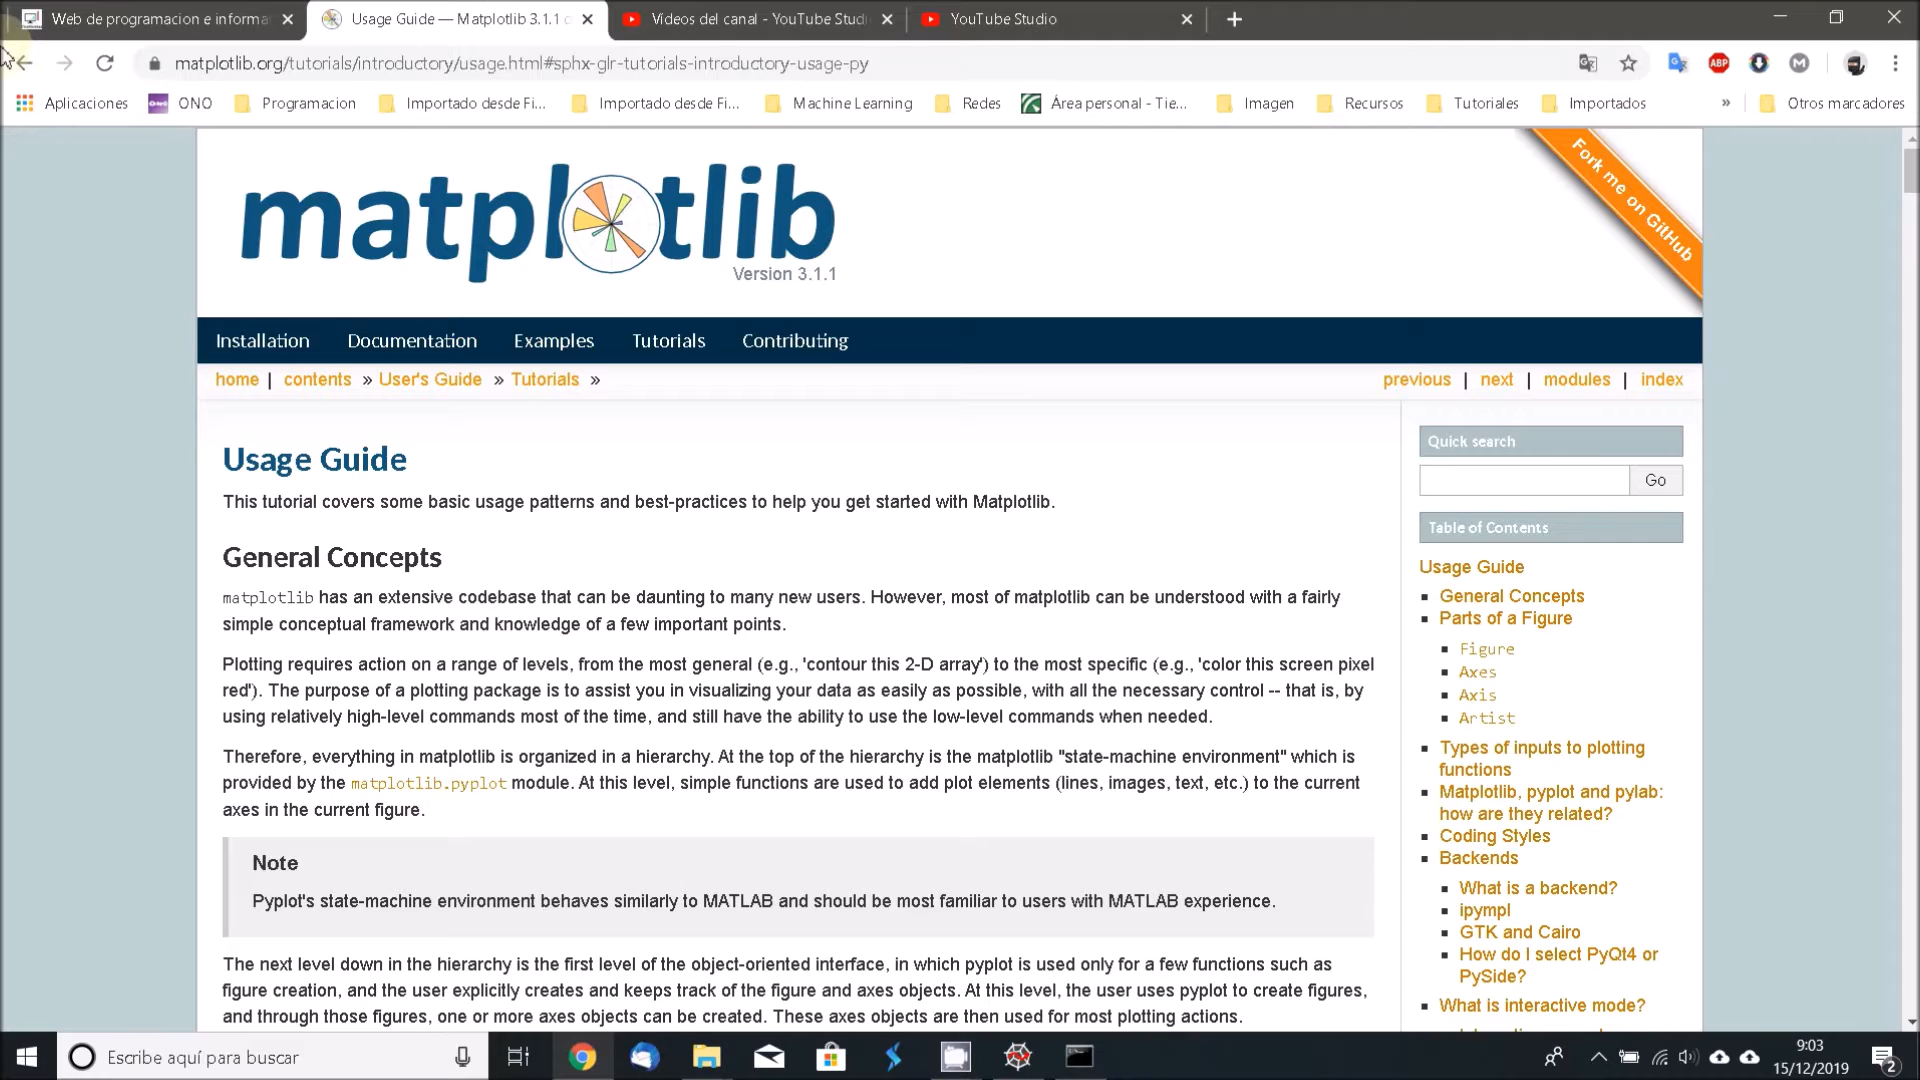 Web de programacion e informa
Usage Guide — Matplotlib 3.1.1 d
Vídeos del canal - YouTube Studi
YouTube Studio
matplotlib.org/tutorials/introductory/usage.html#sphx-glr-tutorials-introductory-usage-py
ABP
Aplicaciones
ONO
Programacion
Importado desde Fi...
Importado desde Fi...
Machine Learning
Redes
Área personal - Tie...
Imagen
Recursos
Tutoriales
Importados
»
Otros marcadores
matplotlib
Version 3.1.1
Fork me on GitHub
Installation Documentation Examples Tutorials Contributing
home | contents » User's Guide » Tutorials »
previous | next | modules | index
Usage Guide
This tutorial covers some basic usage patterns and best-practices to help you get started with Matplotlib.
General Concepts
matplotlib has an extensive codebase that can be daunting to many new users. However, most of matplotlib can be understood with a fairly
simple conceptual framework and knowledge of a few important points.
Plotting requires action on a range of levels, from the most general (e.g., 'contour this 2-D array') to the most specific (e.g., 'color this screen pixel
red'). The purpose of a plotting package is to assist you in visualizing your data as easily as possible, with all the necessary control -- that is, by
using relatively high-level commands most of the time, and still have the ability to use the low-level commands when needed.
Therefore, everything in matplotlib is organized in a hierarchy. At the top of the hierarchy is the matplotlib "state-machine environment" which is
provided by the matplotlib.pyplot module. At this level, simple functions are used to add plot elements (lines, images, text, etc.) to the current
axes in the current figure.
Note
Pyplot's state-machine environment behaves similarly to MATLAB and should be most familiar to users with MATLAB experience.
The next level down in the hierarchy is the first level of the object-oriented interface, in which pyplot is used only for a few functions such as
figure creation, and the user explicitly creates and keeps track of the figure and axes objects. At this level, the user uses pyplot to create figures,
and through those figures, one or more axes objects can be created. These axes objects are then used for most plotting actions.
Quick search
Go
Table of Contents
Usage Guide
General Concepts
Parts of a Figure
Figure
Axes
Axis
Artist
Types of inputs to plotting
functions
Matplotlib, pyplot and pylab:
how are they related?
Coding Styles
Backends
What is a backend?
ipympl
GTK and Cairo
How do I select PyQt4 or
PySide?
What is interactive mode?
Escribe aquí para buscar
9:03
15/12/2019
2